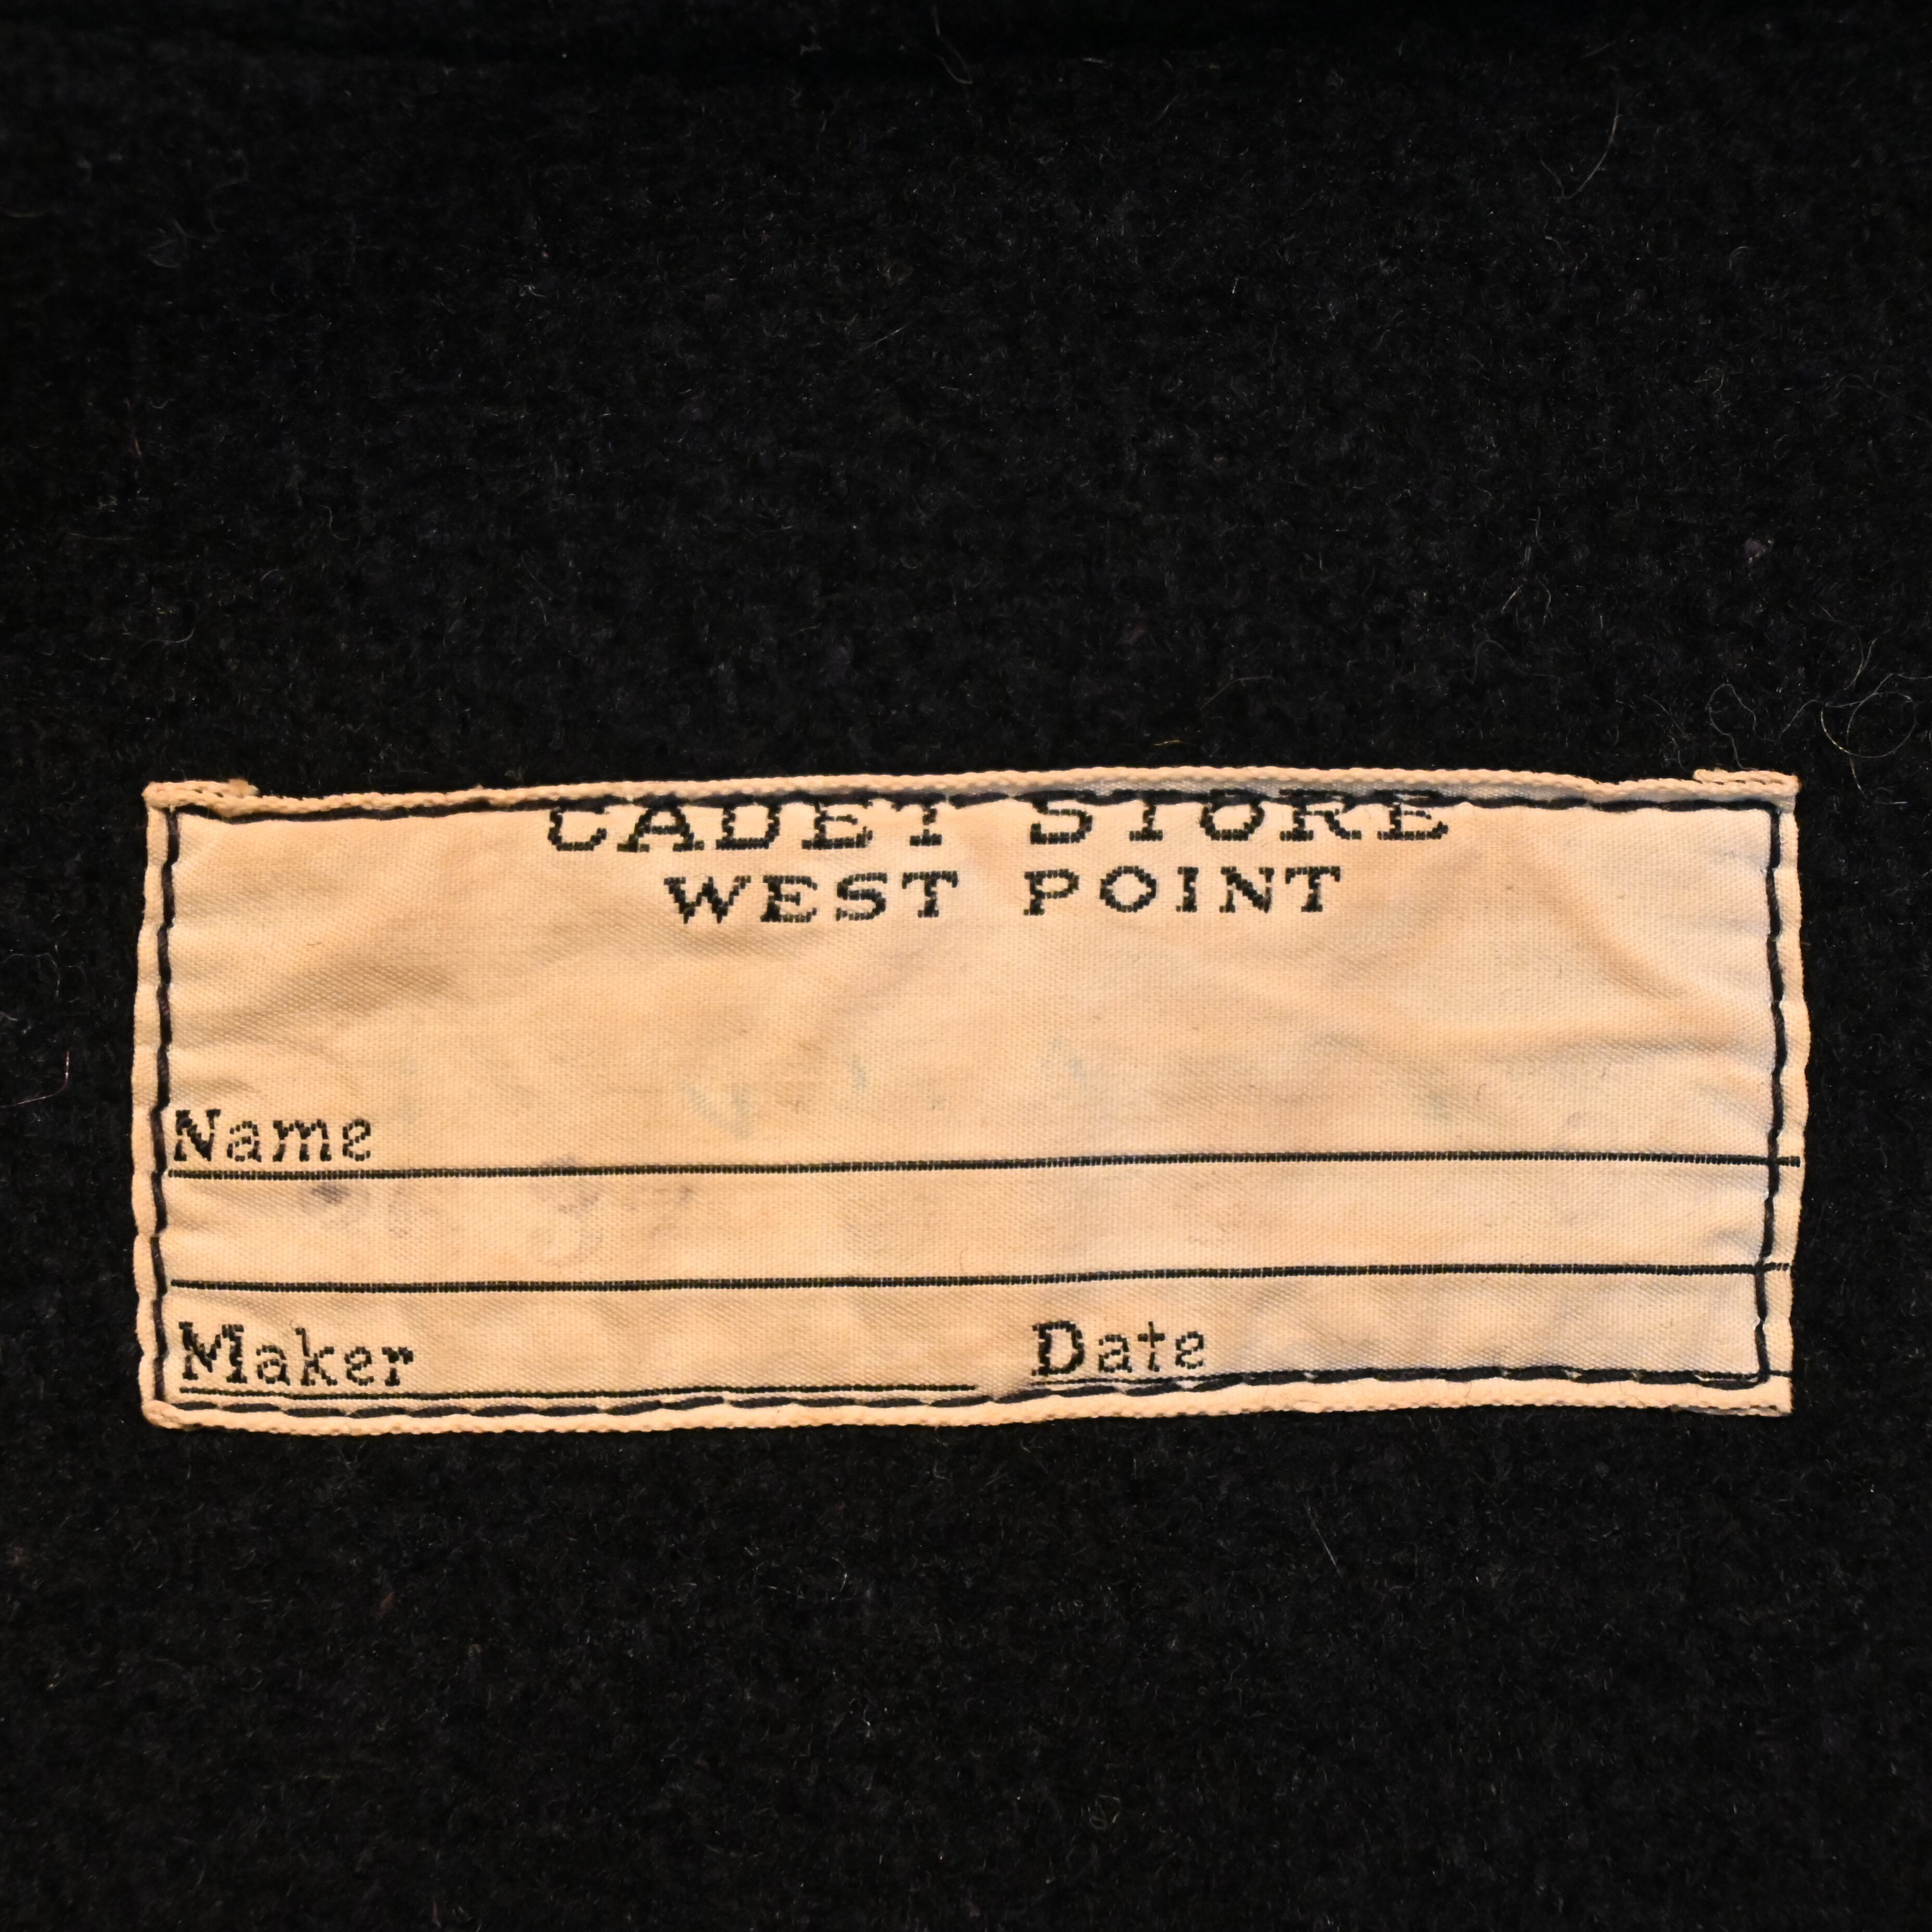 CADET STORE
WEST POINT
Name
Maker Date